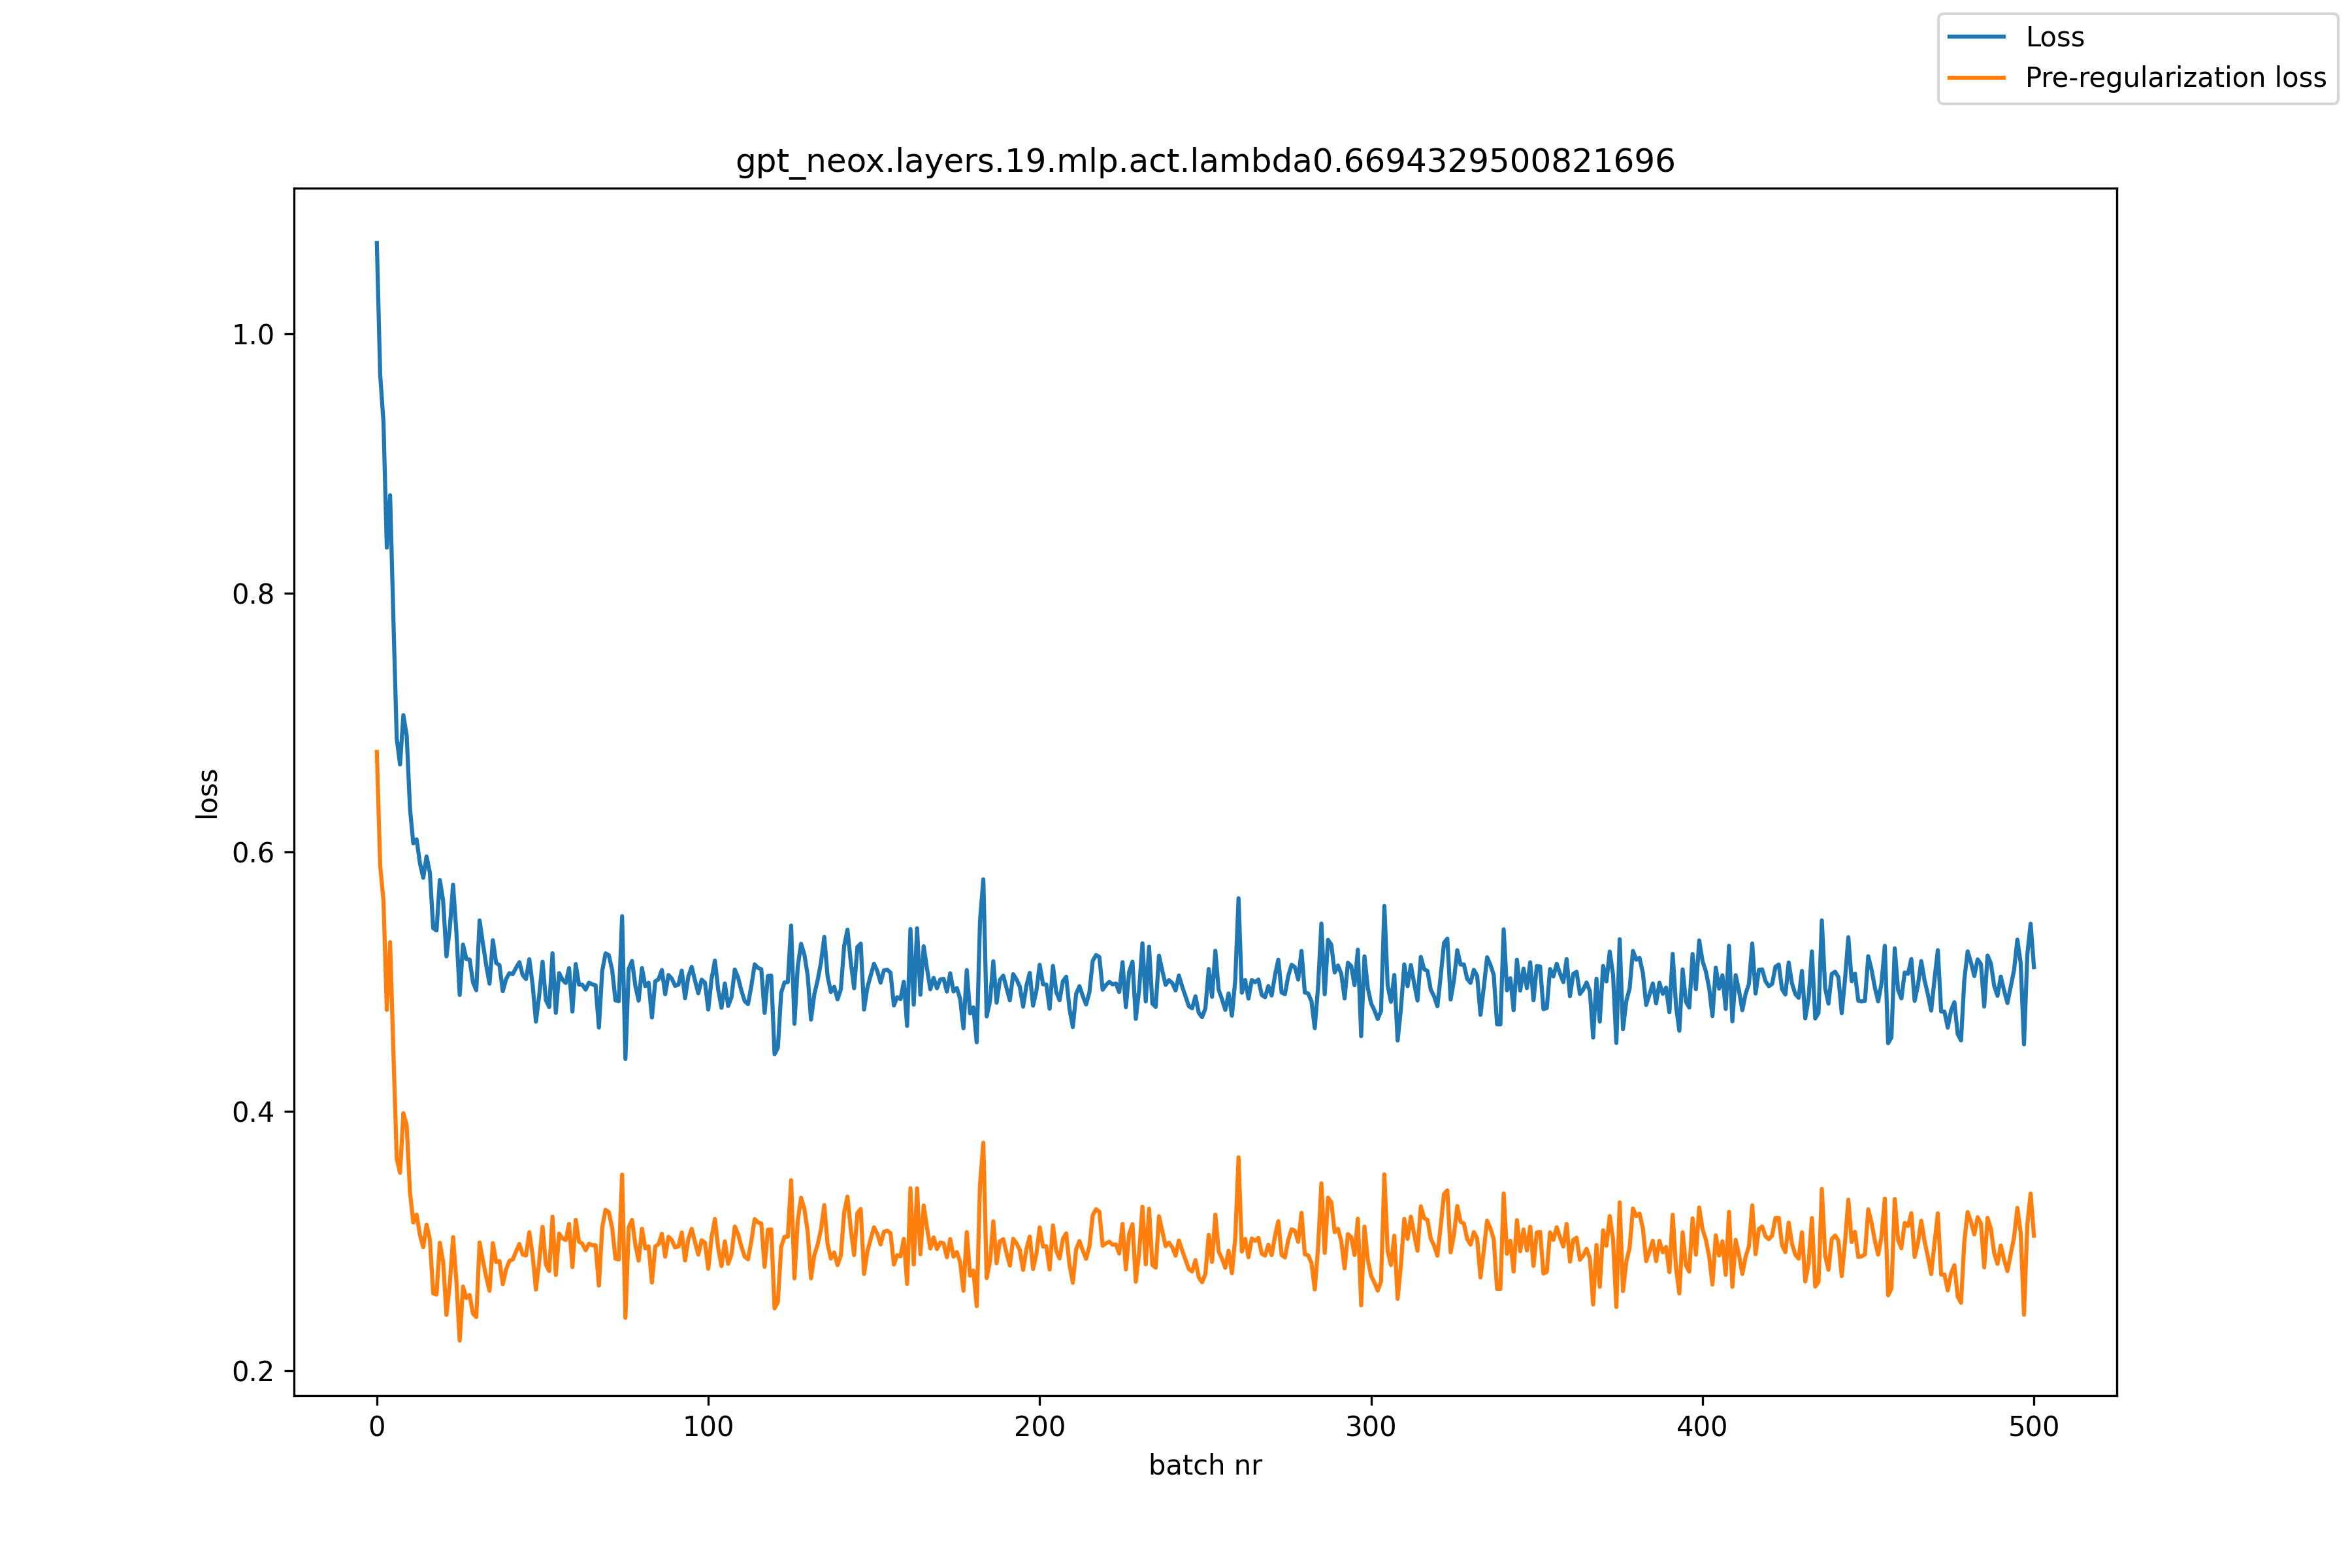 Loss
Pre-regularization loss
gpt_neox.layers.19.mlp.act.lambda0.6694329500821696
1.0
0.8
0.6
0.4
0.2
loss
0 100 200 300 400 500
batch nr